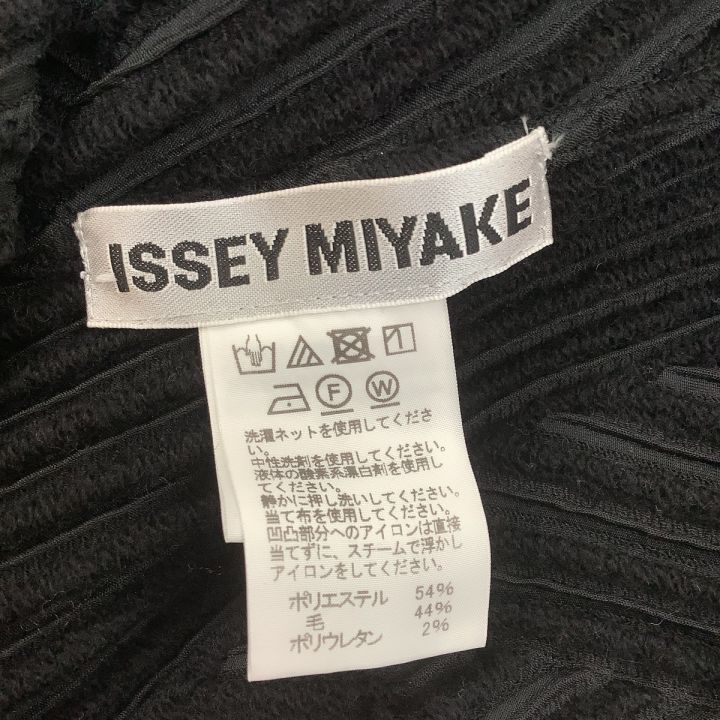 ISSEY MIYAKE
F W
洗濯ネットを使用してくださ
い。
中性洗剤を使用してください。
液体の酸素系漂白剤を使用し
てください。
静かに押し洗いしてください。
当て布を使用してください。
凹凸部分へのアイロンは直接
当てずに、スチームで浮かし
アイロンをしてください。
ポリエステル 54%
毛 44%
ポリウレタン 2%